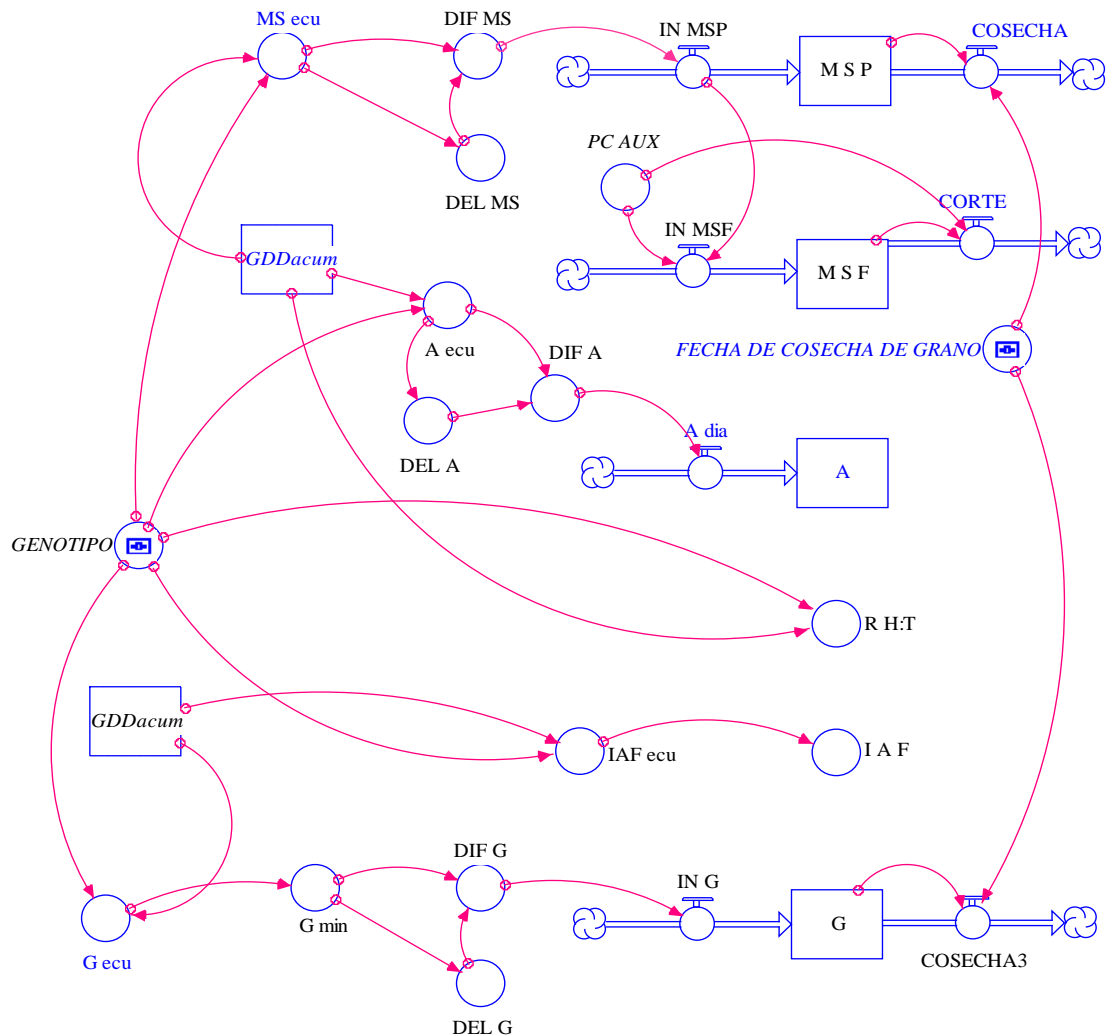 MS ecu
DIF MS
IN MSP
COSECHA
M S P
DEL MS
PC AUX
CORTE
IN MSF
GDDacum
M S F
A ecu
DIF A
FECHA DE COSECHA DE GRANO
DEL A
A dia
A
GENOTIPO
R H:T
GDDacum
IAF ecu
I A F
DIF G
IN G
G min
G
G ecu
COSECHA3
DEL G